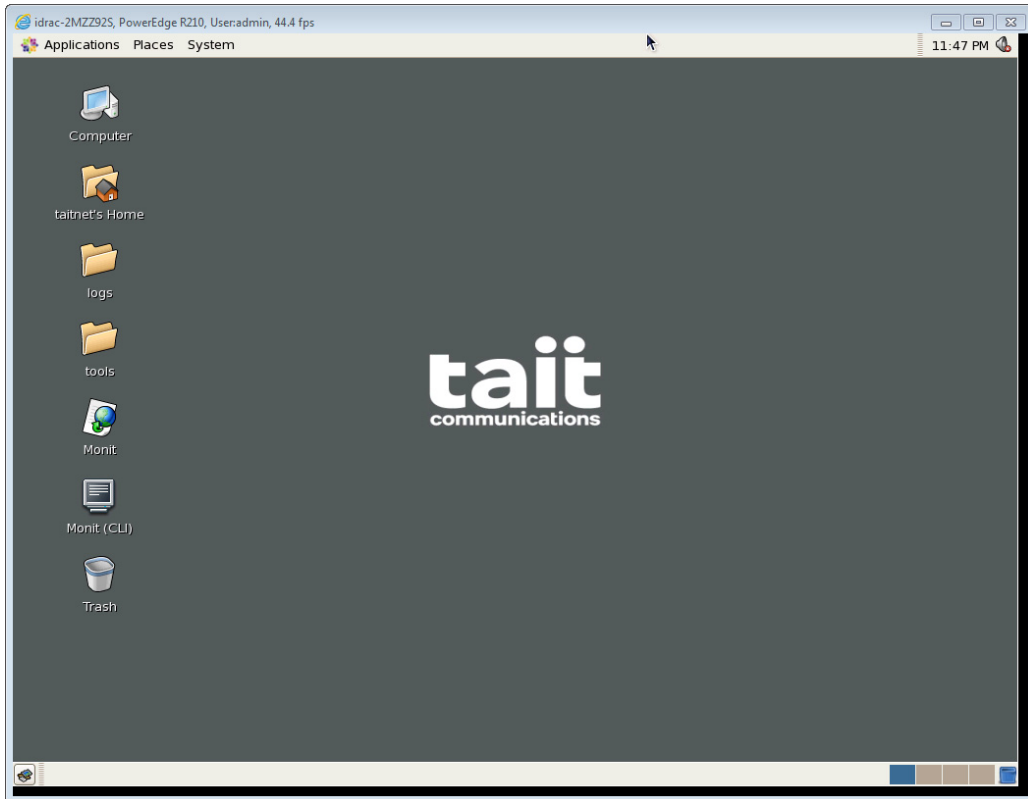 idrac-2MZZ92S, PowerEdge R210, User:admin, 44.4 fps
Applications Places System 11:47 PM
Computer
taitnet's Home
logs
tools
tait
communications
Monit
Monit (CLI)
Trash